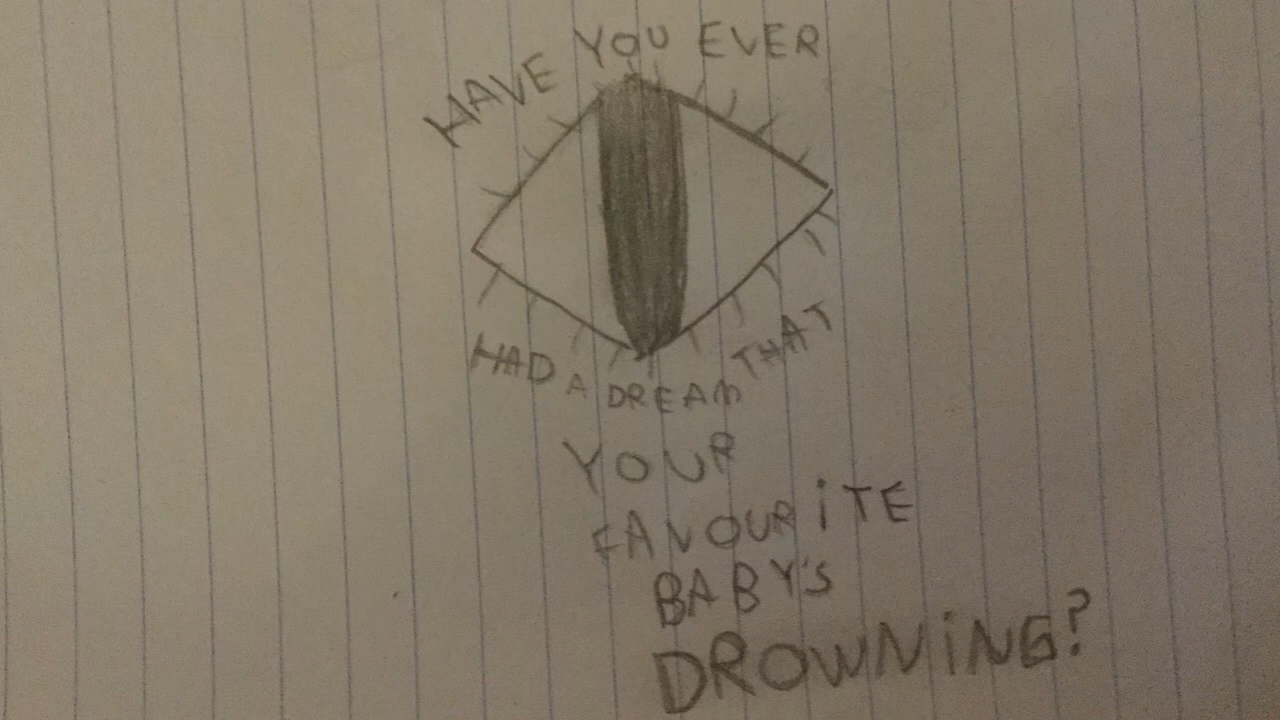 HAVE YOU EVER
HAD A DREAM THAT
YOUR
FAVOURiTE
BABY'S
DROWNiNG?